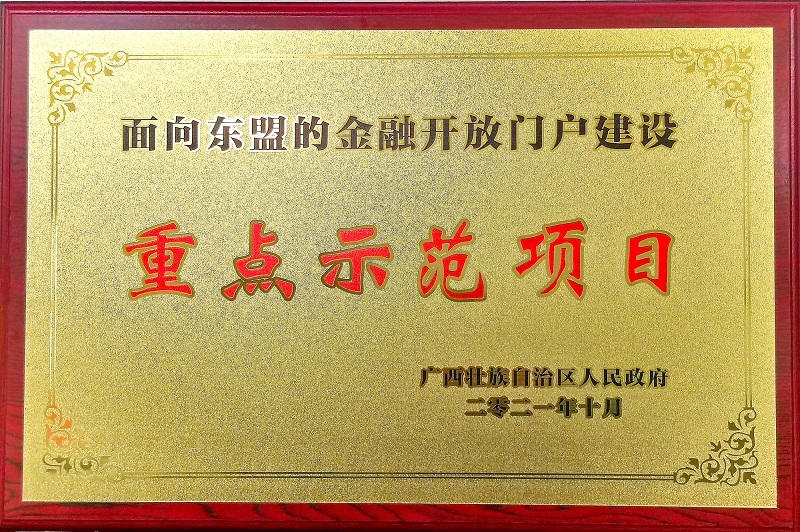 面向东盟的金融开放门户建设
重点示范项目
广西壮族自治区人民政府
二零二一年十月